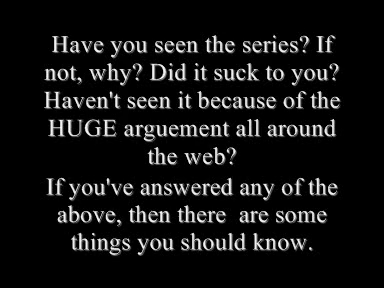 Have you seen the series? If
not, why? Did it suck to you?
Haven't seen it because of the
HUGE arguement all around
the web?
If you've answered any of the
above, then there  are some
things you should know.